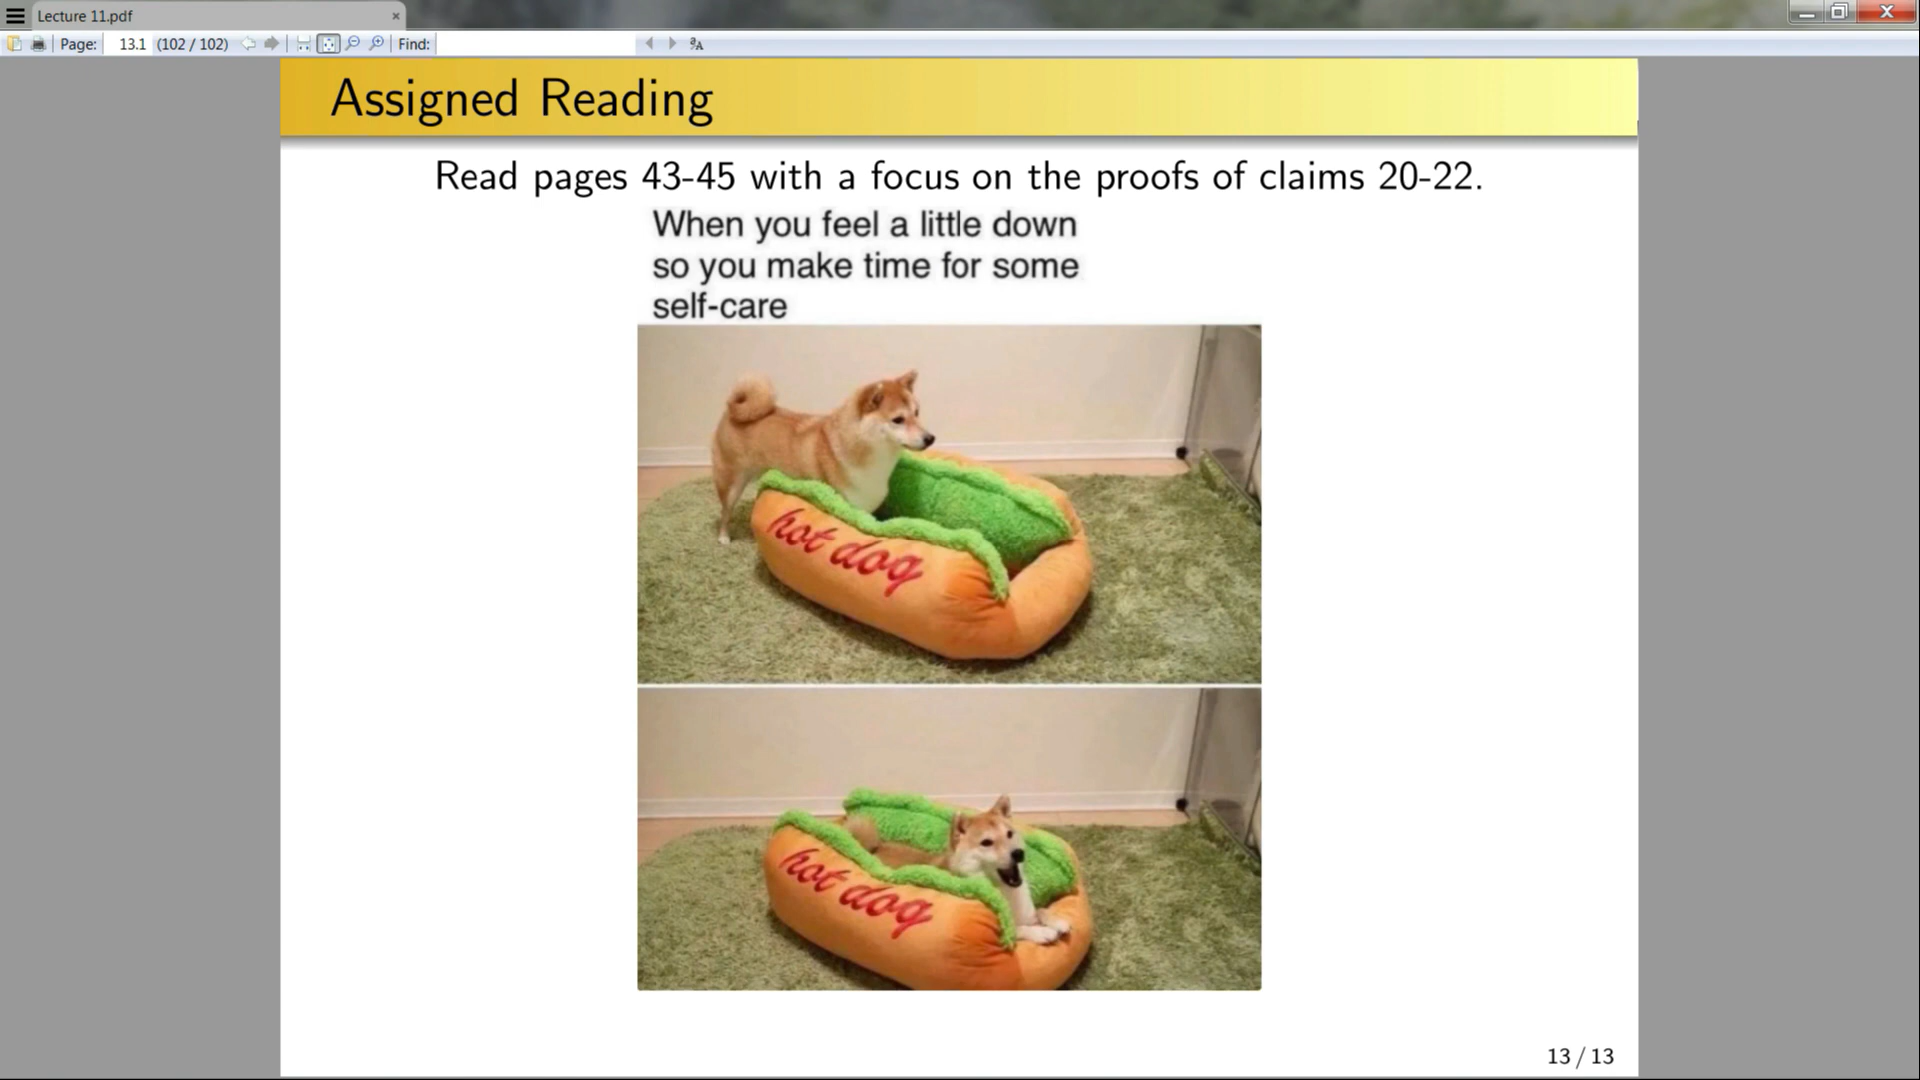 Lecture 11.pdf
Page: 13.1 (102 / 102) Find:
Assigned Reading
Read pages 43-45 with a focus on the proofs of claims 20-22.
When you feel a little down
so you make time for some
self-care
hot dog
hot dog
13 / 13